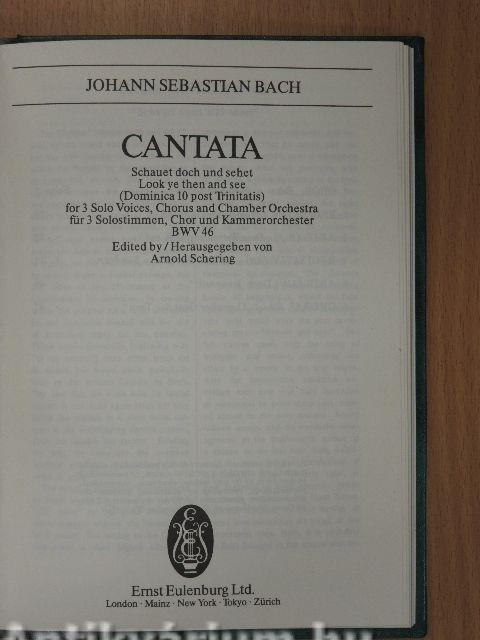 JOHANN SEBASTIAN BACH
CANTATA
Schauet doch und sehet
Look ye then and see
(Dominica 10 post Trinitatis)
for 3 Solo Voices, Chorus and Chamber Orchestra
für 3 Solostimmen, Chor und Kammerorchester
BWV 46
Edited by / Herausgegeben von
Arnold Schering
Ernst Eulenburg Ltd.
London · Mainz · New York · Tokyo · Zürich
Antikvárium.hu